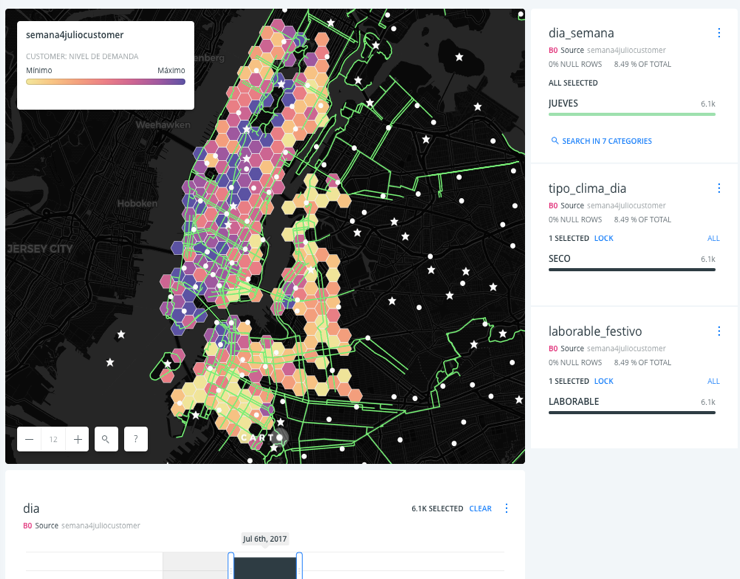 semana4juliocustomer
CUSTOMER: NIVEL DE DEMANDA
Mínimo Máximo
enberg
Weehawken
Hoboken
JERSEY CITY
12
?
CARTO
dia_semana
B0 Source semana4juliocustomer
0% NULL ROWS 8.49 % OF TOTAL
ALL SELECTED
JUEVES 6.1k
SEARCH IN 7 CATEGORIES
tipo_clima_dia
B0 Source semana4juliocustomer
0% NULL ROWS 8.49 % OF TOTAL
1 SELECTED LOCK ALL
SECO 6.1k
laborable_festivo
B0 Source semana4juliocustomer
0% NULL ROWS 8.49 % OF TOTAL
1 SELECTED LOCK ALL
LABORABLE 6.1k
dia 6.1K SELECTED CLEAR
B0 Source semana4juliocustomer
Jul 6th, 2017